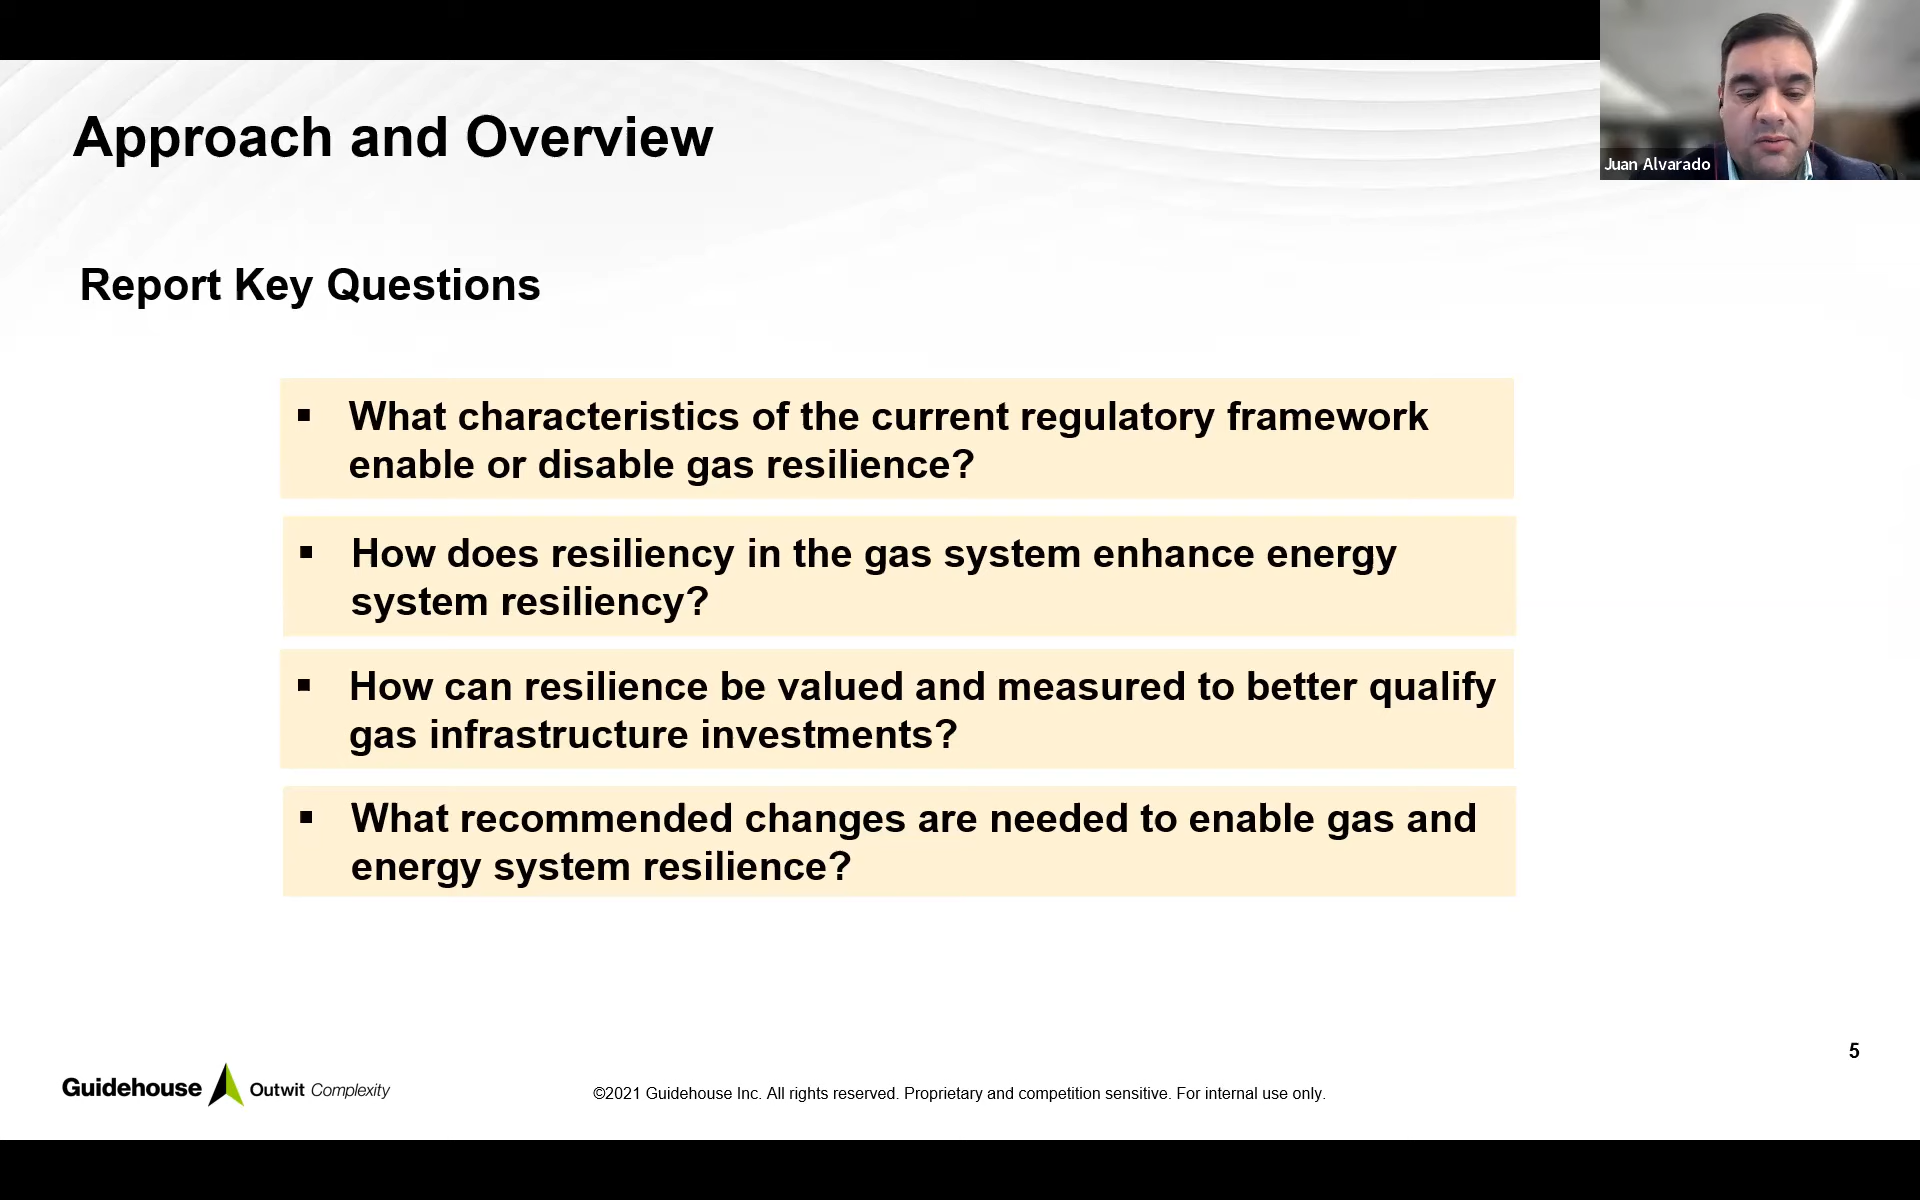 Approach and Overview
Juan Alvarado
Report Key Questions
▪ What characteristics of the current regulatory framework
enable or disable gas resilience?
▪ How does resiliency in the gas system enhance energy
system resiliency?
▪ How can resilience be valued and measured to better qualify
gas infrastructure investments?
▪ What recommended changes are needed to enable gas and
energy system resilience?
5
Guidehouse Outwit Complexity
©2021 Guidehouse Inc. All rights reserved. Proprietary and competition sensitive. For internal use only.